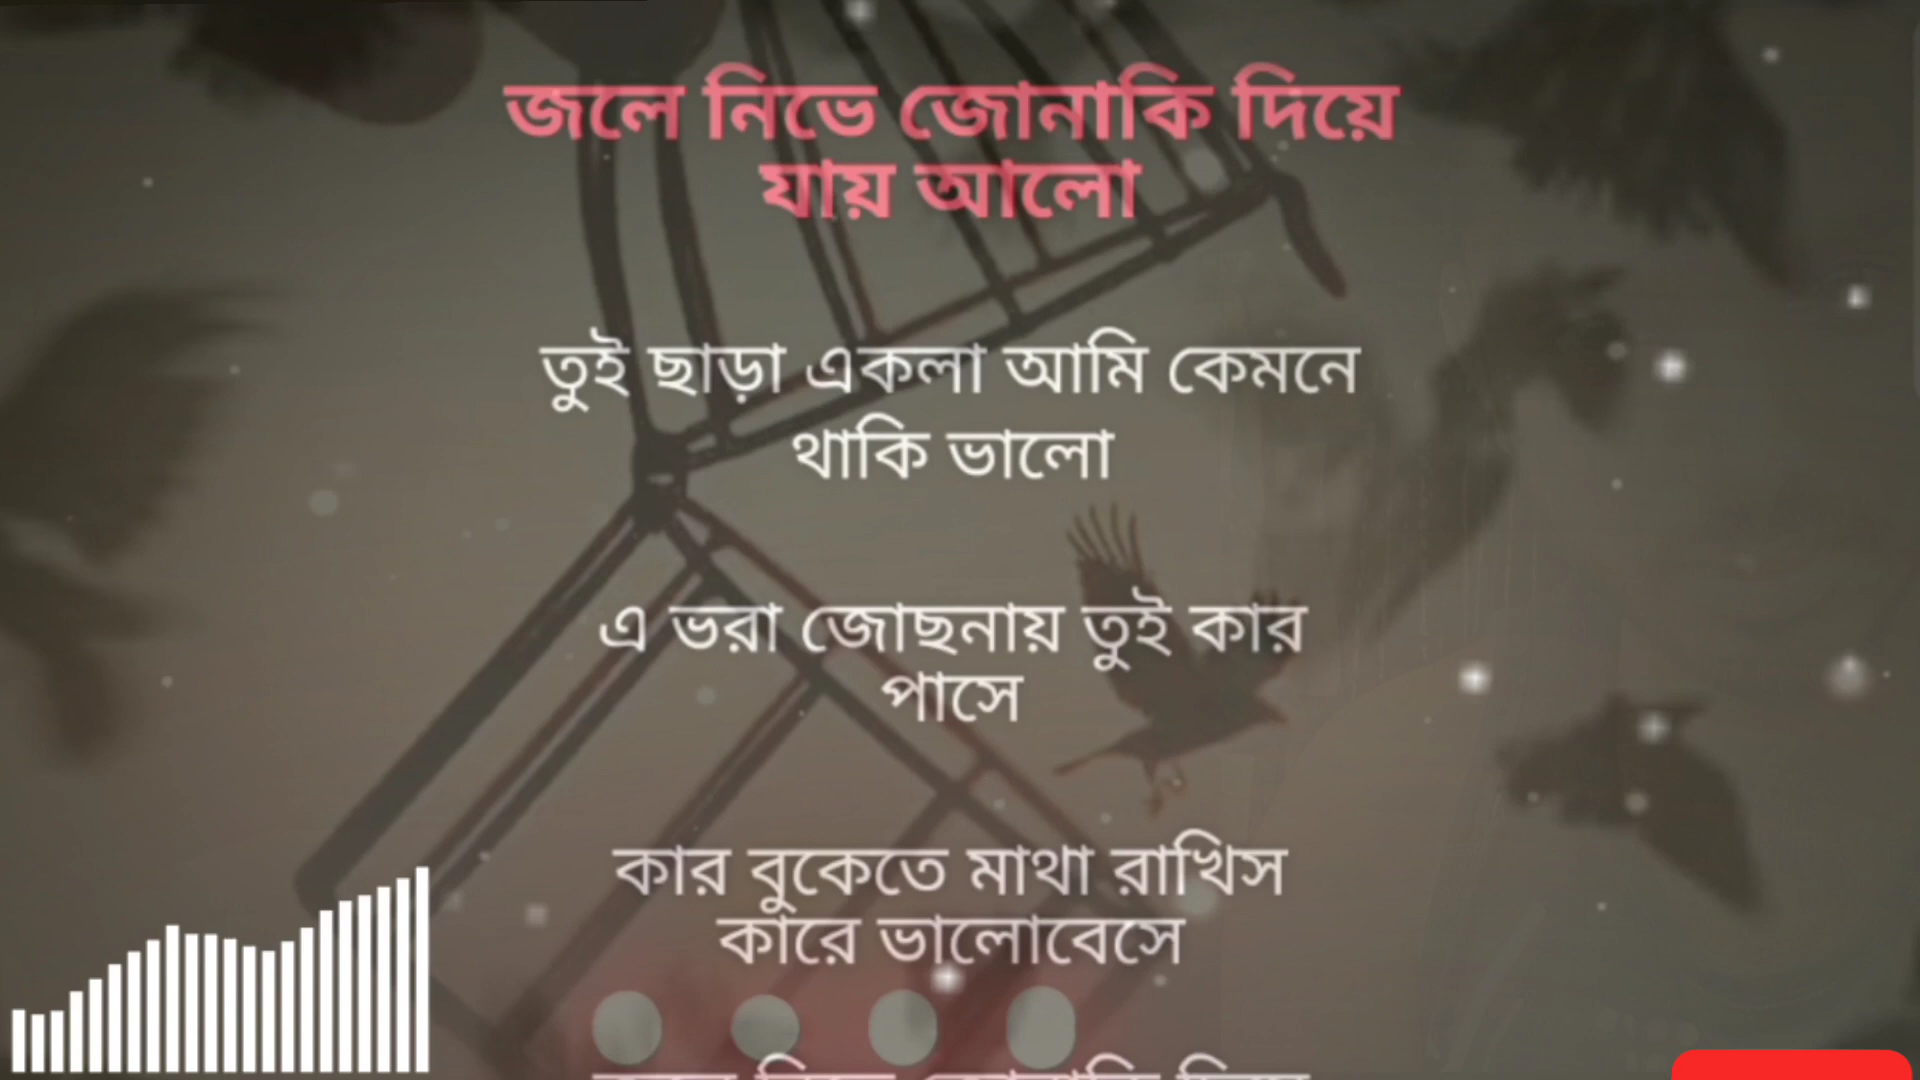 জলে নিভে জোনাকি দিয়ে
যায় আলো
তুই ছাড়া একলা আমি কেমনে
থাকি ভালো
এ ভরা জোছনায় তুই কার
পাসে
কার বুকেতে মাথা রাখিস
কারে ভালোবেসে